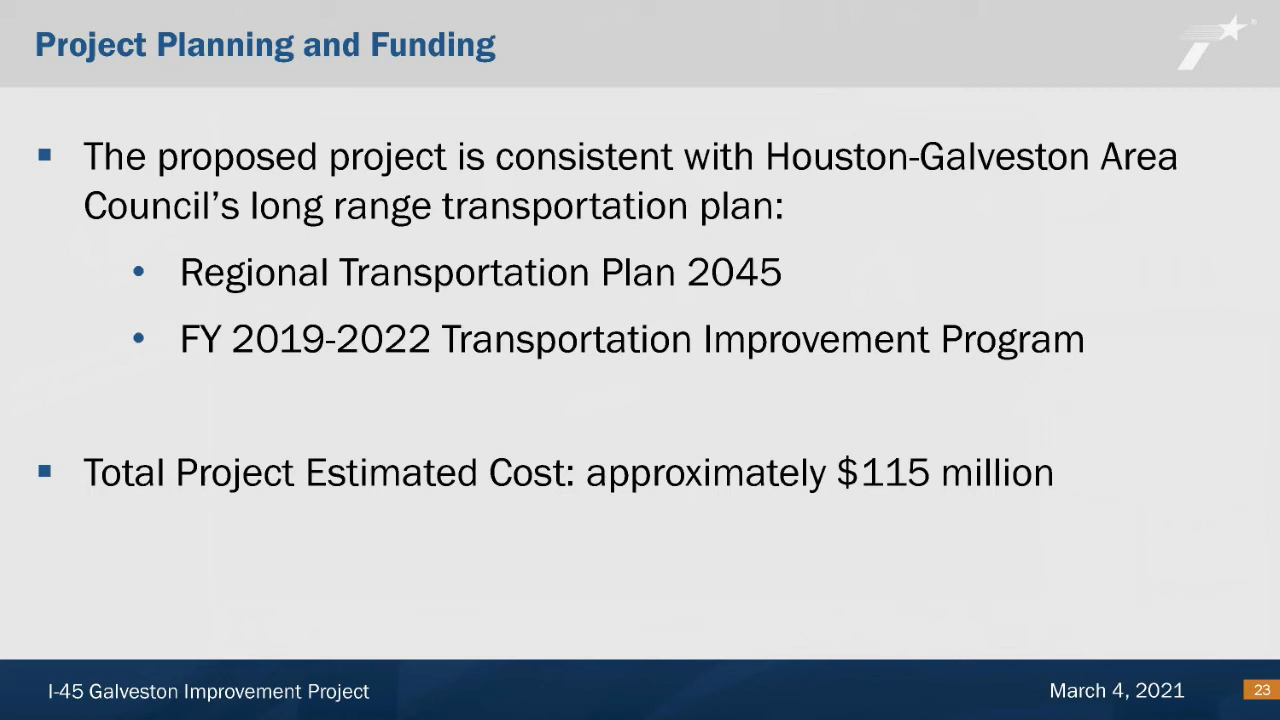 Project Planning and Funding
▪ The proposed project is consistent with Houston-Galveston Area
Council’s long range transportation plan:
• Regional Transportation Plan 2045
• FY 2019-2022 Transportation Improvement Program
▪ Total Project Estimated Cost: approximately $115 million
I-45 Galveston Improvement Project
March 4, 2021
23